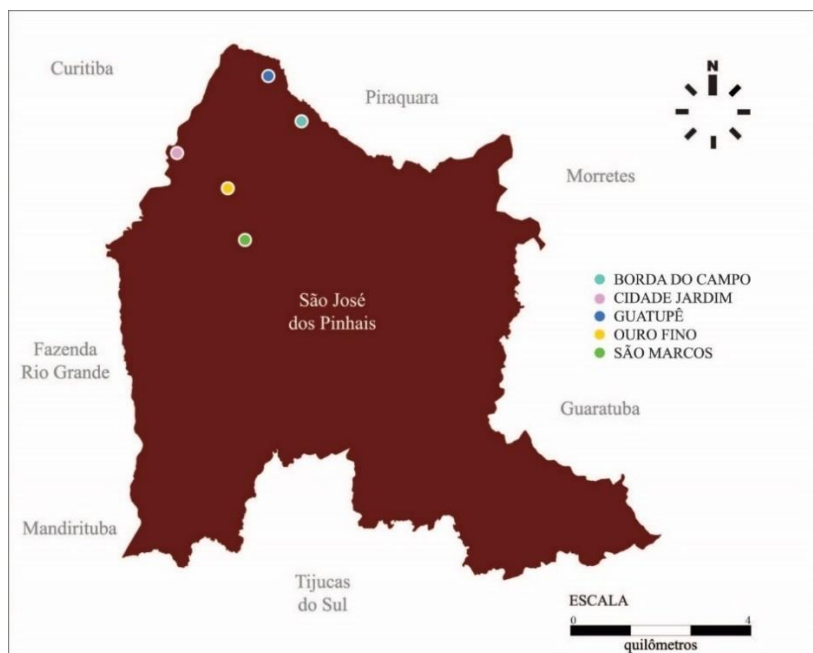 N
Curitiba
Piraquara
Morretes
BORDA DO CAMPO
CIDADE JARDIM
GUATUPÊ
OURO FINO
SÃO MARCOS
São José
dos Pinhais
Fazenda
Rio Grande
Guaratuba
Mandirituba
Tijucas
do Sul
ESCALA
0 4
quilômetros